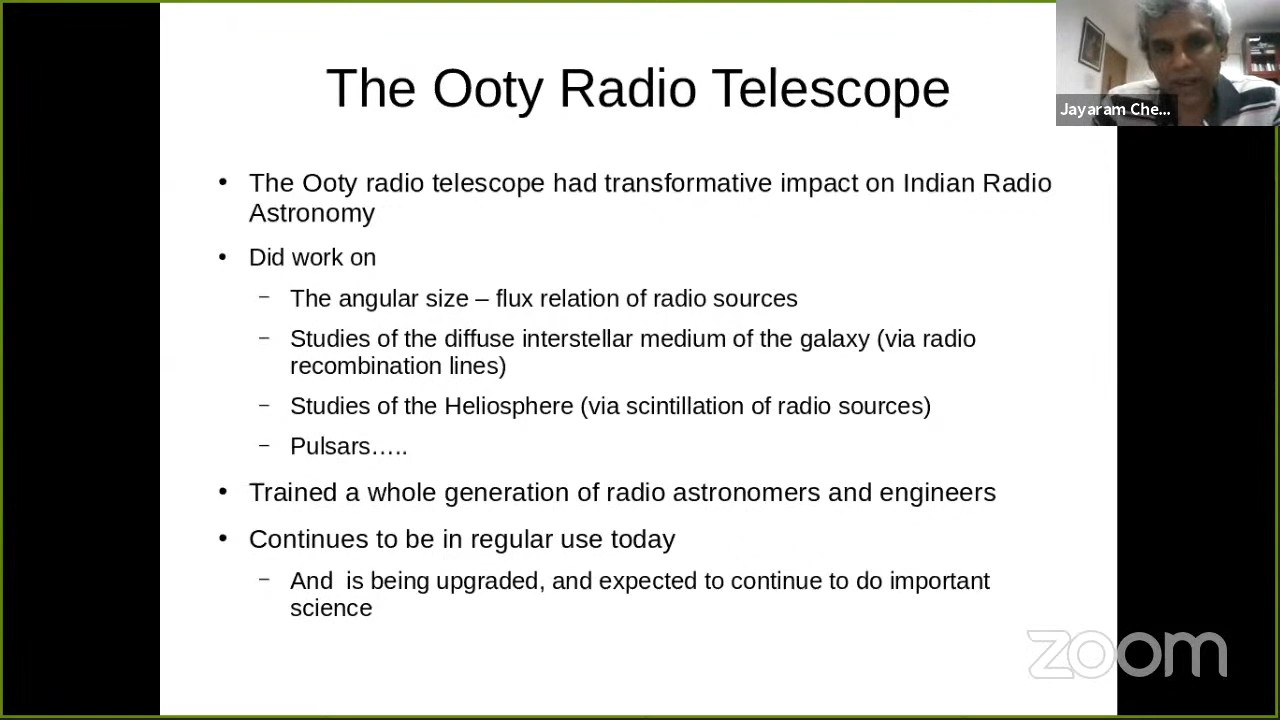 The Ooty Radio Telescope
Jayaram Che...
• The Ooty radio telescope had transformative impact on Indian Radio
Astronomy
• Did work on
– The angular size – flux relation of radio sources
– Studies of the diffuse interstellar medium of the galaxy (via radio
recombination lines)
– Studies of the Heliosphere (via scintillation of radio sources)
– Pulsars…..
• Trained a whole generation of radio astronomers and engineers
• Continues to be in regular use today
– And  is being upgraded, and expected to continue to do important
science
zoom